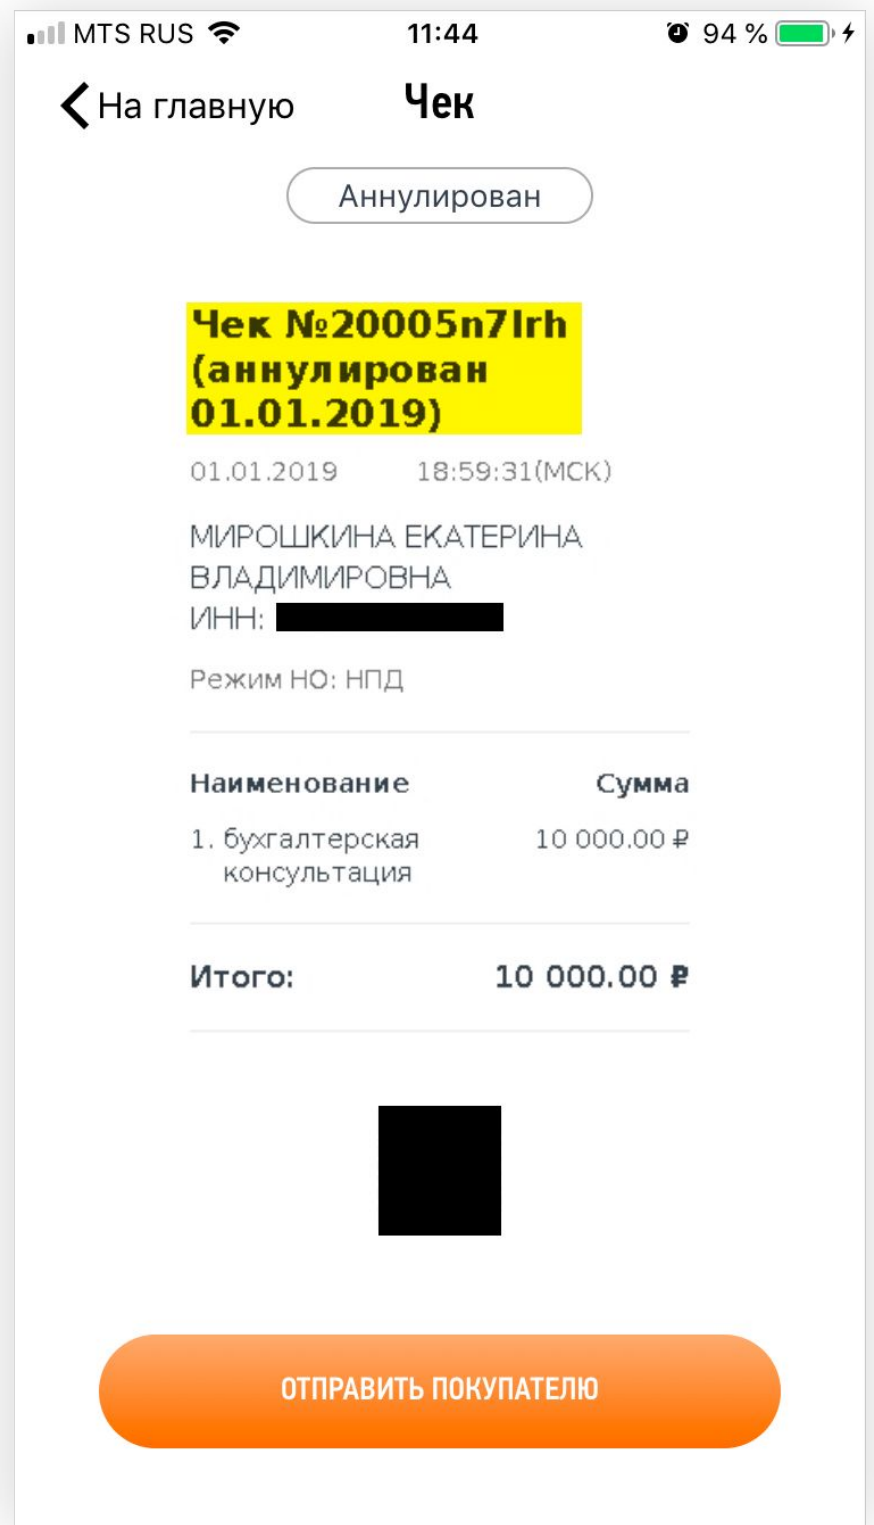 MTS RUS 11:44 94 %
На главную Чек
Аннулирован
Чек №20005n7lrh
(аннулирован
01.01.2019)
01.01.2019 18:59:31(МСК)
МИРОШКИНА ЕКАТЕРИНА
ВЛАДИМИРОВНА
ИНН:
Режим НО: НПД
Наименование Сумма
1. бухгалтерская 10 000.00 ₽
консультация
Итого: 10 000.00 ₽
ОТПРАВИТЬ ПОКУПАТЕЛЮ